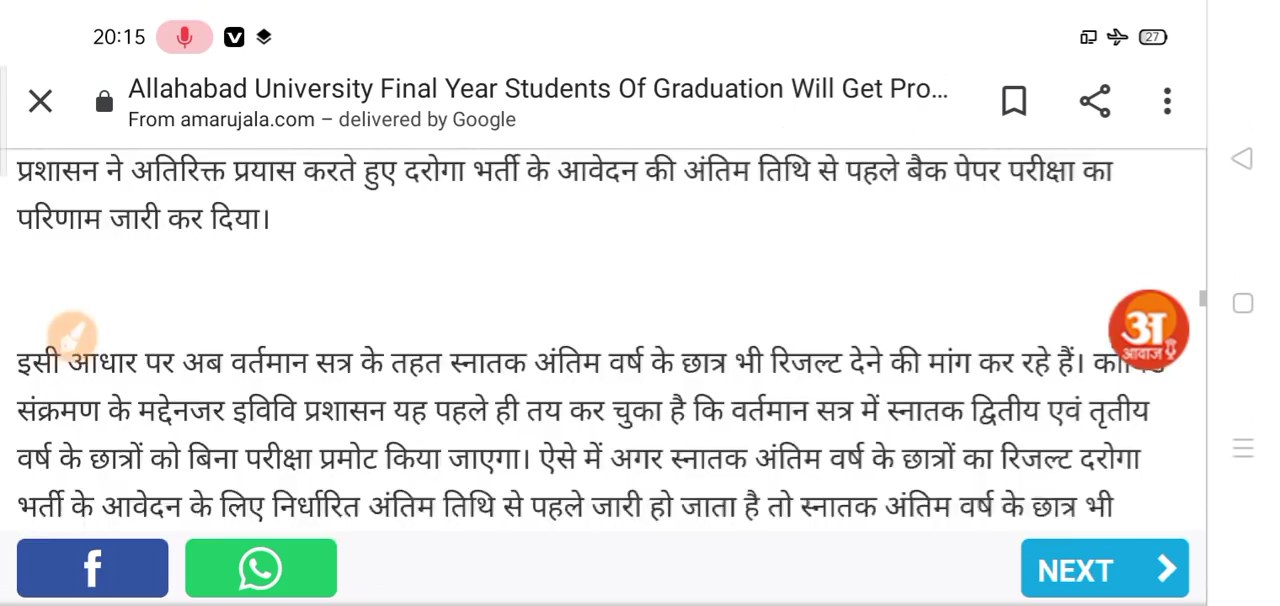 20:15
27
Allahabad University Final Year Students Of Graduation Will Get Pro...
From amarujala.com – delivered by Google
प्रशासन ने अतिरिक्त प्रयास करते हुए दरोगा भर्ती के आवेदन की अंतिम तिथि से पहले बैक पेपर परीक्षा का
परिणाम जारी कर दिया।
अ
आवाज
इसी आधार पर अब वर्तमान सत्र के तहत स्नातक अंतिम वर्ष के छात्र भी रिजल्ट देने की मांग कर रहे हैं।
संक्रमण के मद्देनजर इविवि प्रशासन यह पहले ही तय कर चुका है कि वर्तमान सत्र में स्नातक द्वितीय एवं तृतीय
वर्ष के छात्रों को बिना परीक्षा प्रमोट किया जाएगा। ऐसे में अगर स्नातक अंतिम वर्ष के छात्रों का रिजल्ट दरोगा
भर्ती के आवेदन के लिए निर्धारित अंतिम तिथि से पहले जारी हो जाता है तो स्नातक अंतिम वर्ष के छात्र भी
f
NEXT